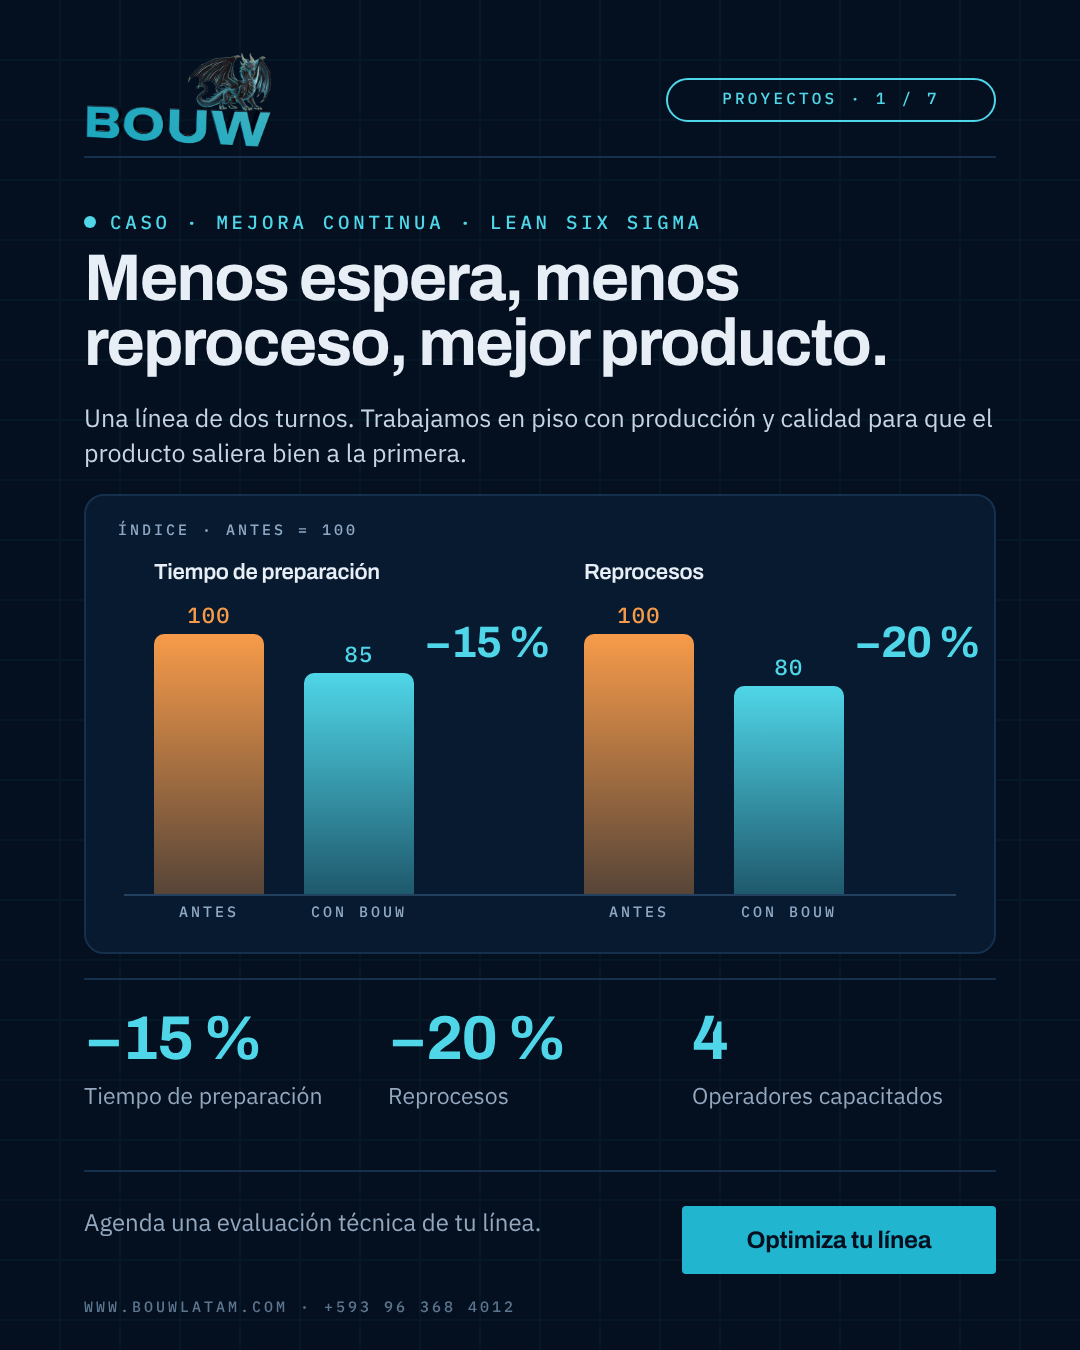 BOUW
PROYECTOS · 1 / 7
CASO · MEJORA CONTINUA · LEAN SIX SIGMA
Menos espera, menos
reproceso, mejor producto.
Una línea de dos turnos. Trabajamos en piso con producción y calidad para que el
producto saliera bien a la primera.
ÍNDICE · ANTES = 100
Tiempo de preparación
100
85
–15 %
ANTES
CON BOUW
Reprocesos
100
80
–20 %
ANTES
CON BOUW
–15 %
Tiempo de preparación
–20 %
Reprocesos
4
Operadores capacitados
Agenda una evaluación técnica de tu línea.
Optimiza tu línea
WWW.BOUWLATAM.COM · +593 96 368 4012